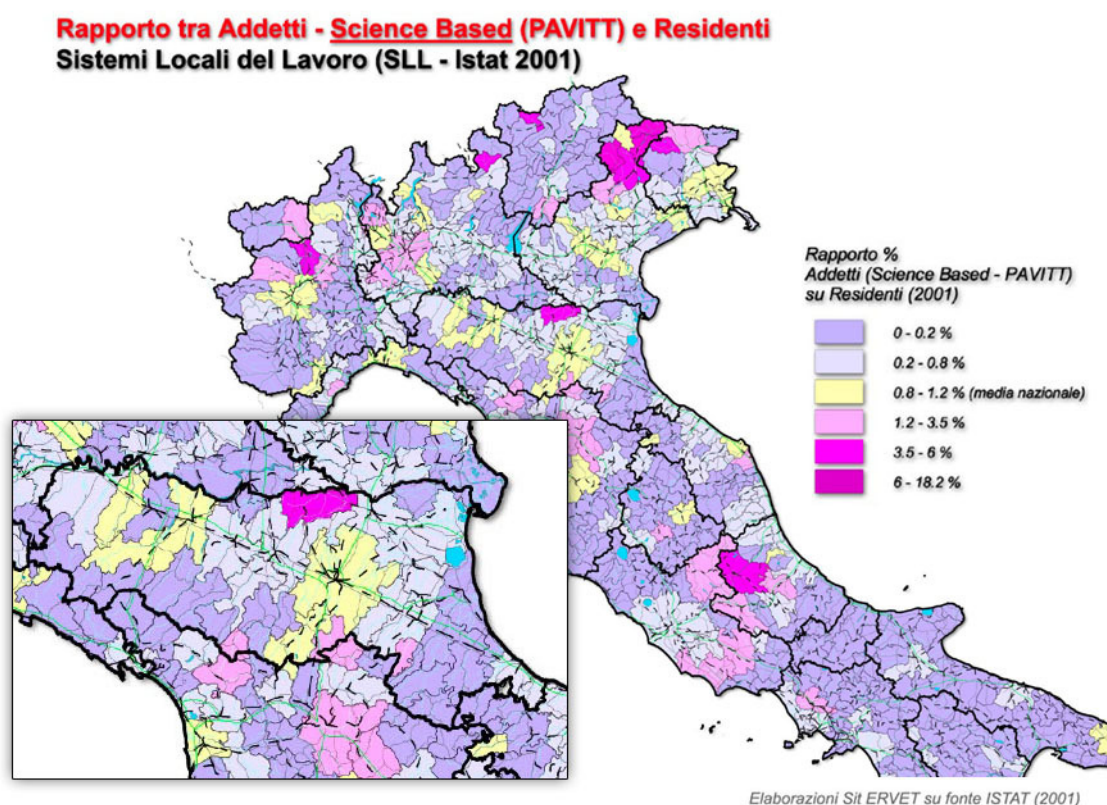 Rapporto tra Addetti - Science Based (PAVITT) e Residenti
Sistemi Locali del Lavoro (SLL - Istat 2001)
Rapporto %
Addetti (Science Based - PAVITT)
su Residenti (2001)
0 - 0.2 %
0.2 - 0.8 %
0.8 - 1.2 % (media nazionale)
1.2 - 3.5 %
3.5 - 6 %
6 - 18.2 %
Elaborazioni Sit ERVET su fonte ISTAT (2001)